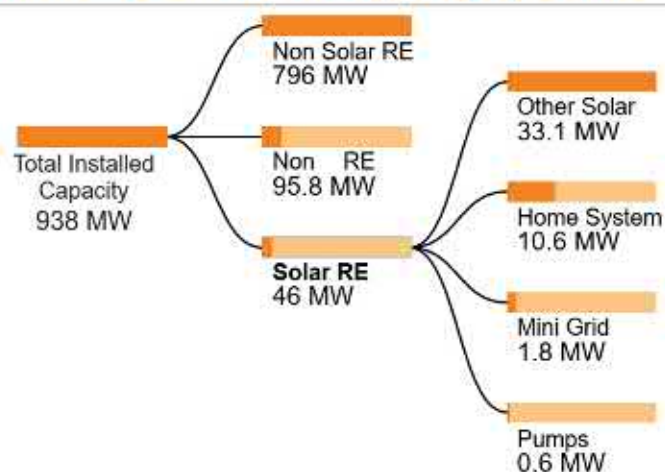 Non Solar RE
796 MW
Other Solar
33.1 MW
Total Installed
Capacity
938 MW
Non RE
95.8 MW
Home System
10.6 MW
Solar RE
46 MW
Mini Grid
1.8 MW
Pumps
0.6 MW